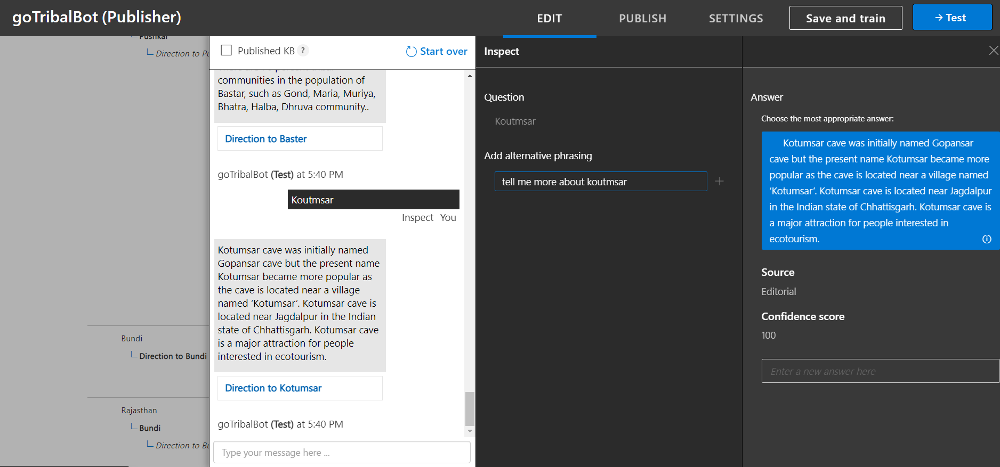 goTribalBot (Publisher)
EDIT
PUBLISH
SETTINGS
Save and train
→ Test
Pushkar
Direction to Pu
Bundi
Direction to Bundi
Rajasthan
Bundi
Direction to Bu
Published KB ?
Start over
There are 70 percent tribal
communities in the population of
Bastar, such as Gond, Maria, Muriya,
Bhatra, Halba, Dhruva community..
Direction to Baster
goTribalBot (Test) at 5:40 PM
Koutmsar
Inspect You
Kotumsar cave was initially named
Gopansar cave but the present name
Kotumsar became more popular as
the cave is located near a village
named ‘Kotumsar’. Kotumsar cave is
located near Jagdalpur in the Indian
state of Chhattisgarh. Kotumsar cave
is a major attraction for people
interested in ecotourism.
Direction to Kotumsar
goTribalBot (Test) at 5:40 PM
Type your message here ...
Inspect
Question
Koutmsar
Add alternative phrasing
tell me more about koutmsar
Answer
Choose the most appropriate answer:
Kotumsar cave was initially named Gopansar
cave but the present name Kotumsar became more
popular as the cave is located near a village named
‘Kotumsar’. Kotumsar cave is located near Jagdalpur
in the Indian state of Chhattisgarh. Kotumsar cave is
a major attraction for people interested in
ecotourism.
Source
Editorial
Confidence score
100
Enter a new answer here